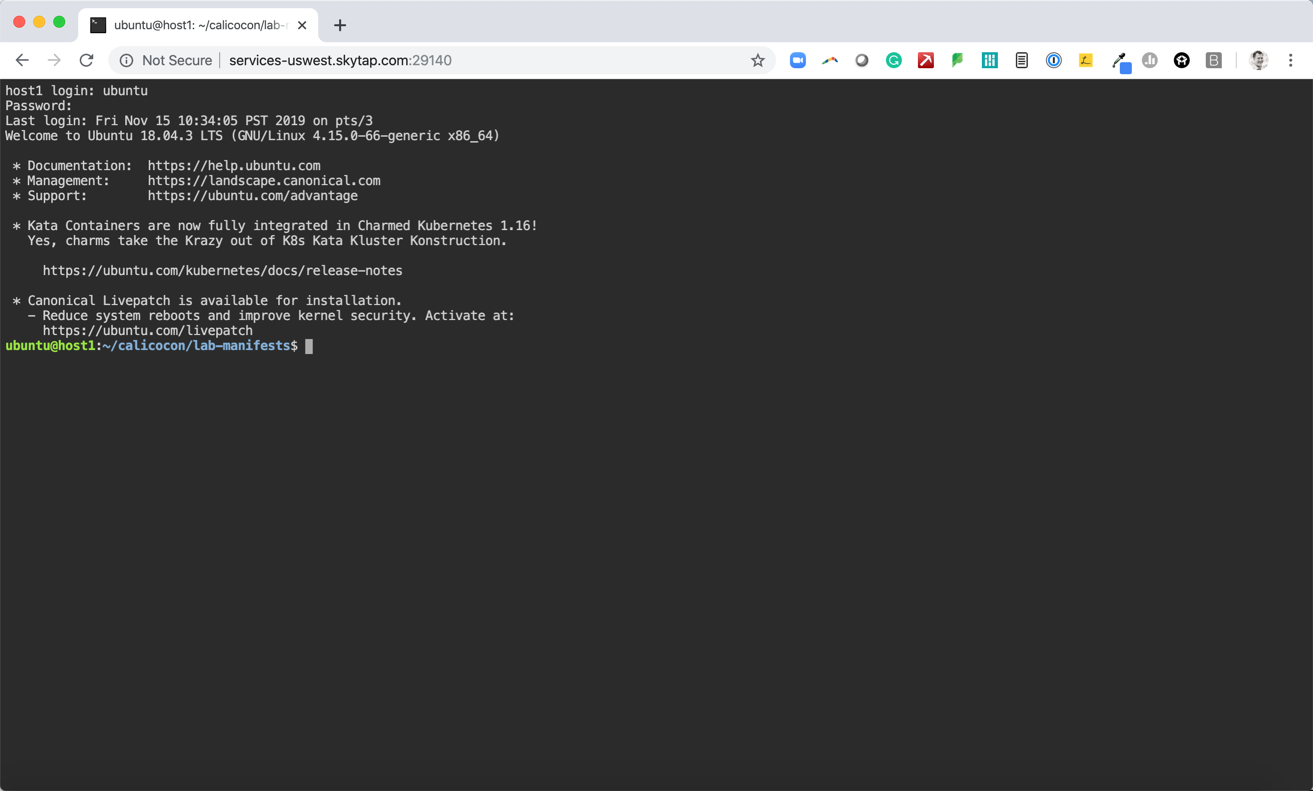 ubuntu@host1: ~/calicocon/lab-
Not Secure | services-uswest.skytap.com:29140
host1 login: ubuntu
Password:
Last login: Fri Nov 15 10:34:05 PST 2019 on pts/3
Welcome to Ubuntu 18.04.3 LTS (GNU/Linux 4.15.0-66-generic x86_64)
* Documentation:  https://help.ubuntu.com
* Management:     https://landscape.canonical.com
* Support:        https://ubuntu.com/advantage
* Kata Containers are now fully integrated in Charmed Kubernetes 1.16!
Yes, charms take the Krazy out of K8s Kata Kluster Konstruction.
https://ubuntu.com/kubernetes/docs/release-notes
* Canonical Livepatch is available for installation.
- Reduce system reboots and improve kernel security. Activate at:
https://ubuntu.com/livepatch
ubuntu@host1:~/calicocon/lab-manifests$